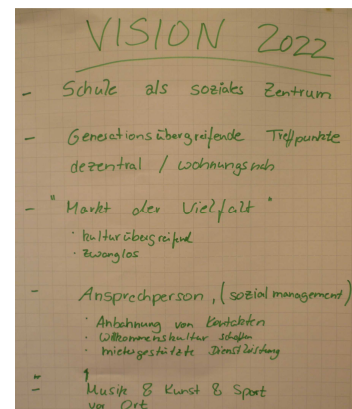 VISION 2022
- Schule als soziales Zentrum
- Generationsübergreifende Treffpunkte
dezentral / wohnungsnah
- "Markt der Vielfalt"
· kulturübergreifend
· zwanglos
- Ansprechperson, (sozial management)
· Anbahnung von Kontakten
· Willkommenskultur schaffen
· mietergestützte Dienstleistung
- Musik & Kunst & Sport
vor Ort